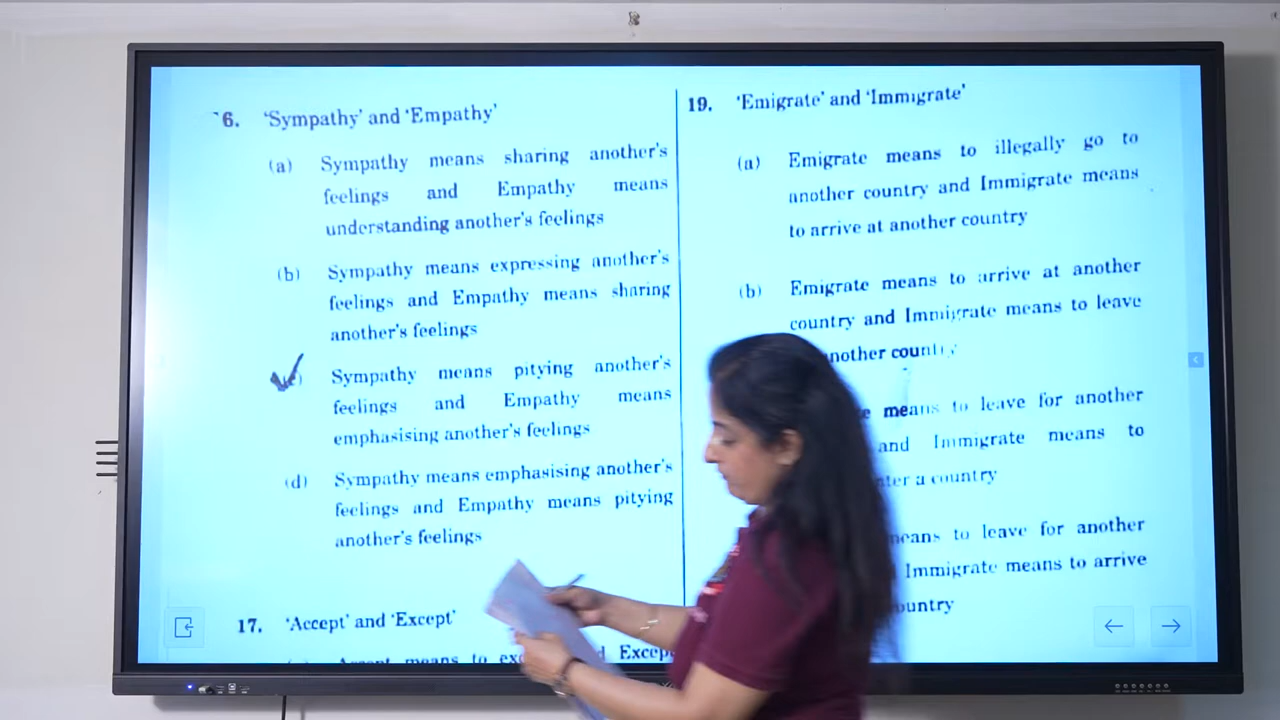 6. 'Sympathy' and 'Empathy'
(a) Sympathy means sharing another's
feelings and Empathy means
understanding another's feelings
(b) Sympathy means expressing another's
feelings and Empathy means sharing
another's feelings
Sympathy means pitying another's
feelings and Empathy means
emphasising another's feelings
(d) Sympathy means emphasising another's
feelings and Empathy means pitying
another's feelings
17. 'Accept' and 'Except'
Accept means to
19. 'Emigrate' and 'Immigrate'
(a) Emigrate means to illegally go to
another country and Immigrate means
to arrive at another country
(b) Emigrate means to arrive at another
country and Immigrate means to leave
another country
means to leave for another
and Immigrate means to
a country
means to leave for another
Immigrate means to arrive